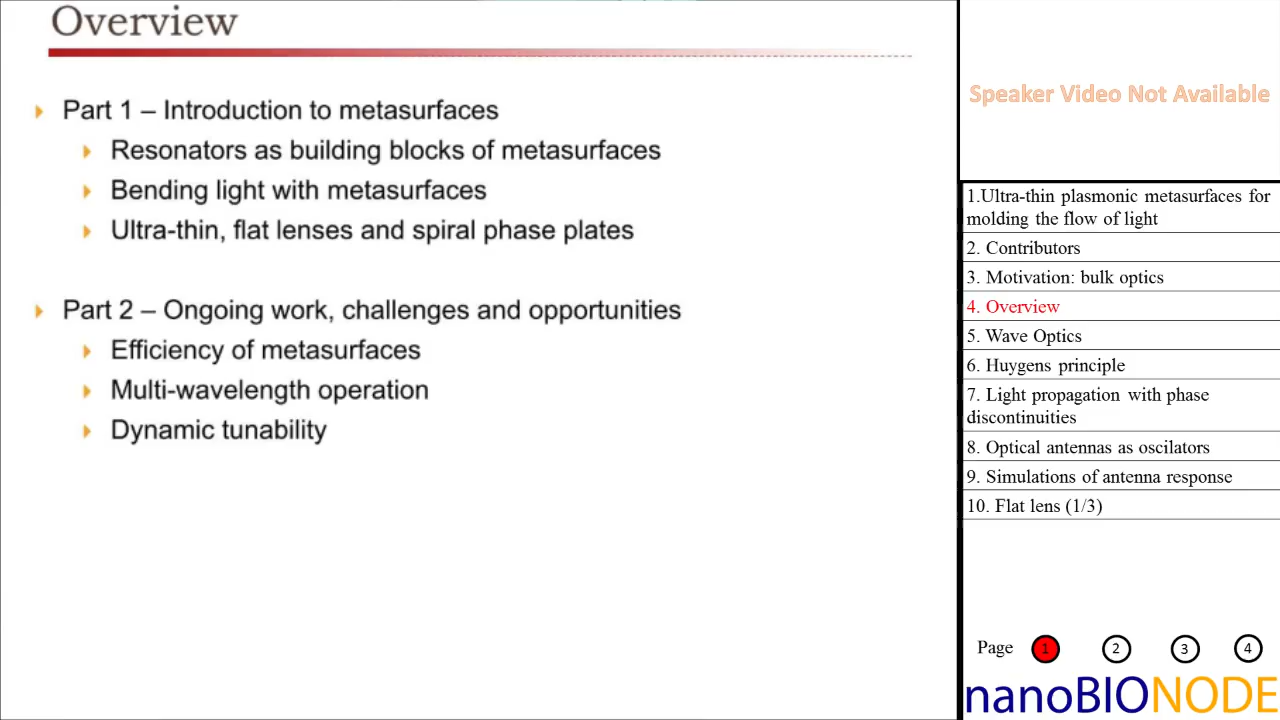 Overview
Part 1 – Introduction to metasurfaces
Resonators as building blocks of metasurfaces
Bending light with metasurfaces
Ultra-thin, flat lenses and spiral phase plates
Part 2 – Ongoing work, challenges and opportunities
Efficiency of metasurfaces
Multi-wavelength operation
Dynamic tunability
Speaker Video Not Available
1.Ultra-thin plasmonic metasurfaces for
molding the flow of light
2. Contributors
3. Motivation: bulk optics
4. Overview
5. Wave Optics
6. Huygens principle
7. Light propagation with phase
discontinuities
8. Optical antennas as oscilators
9. Simulations of antenna response
10. Flat lens (1/3)
Page 1 2 3 4
nanoBIONODE